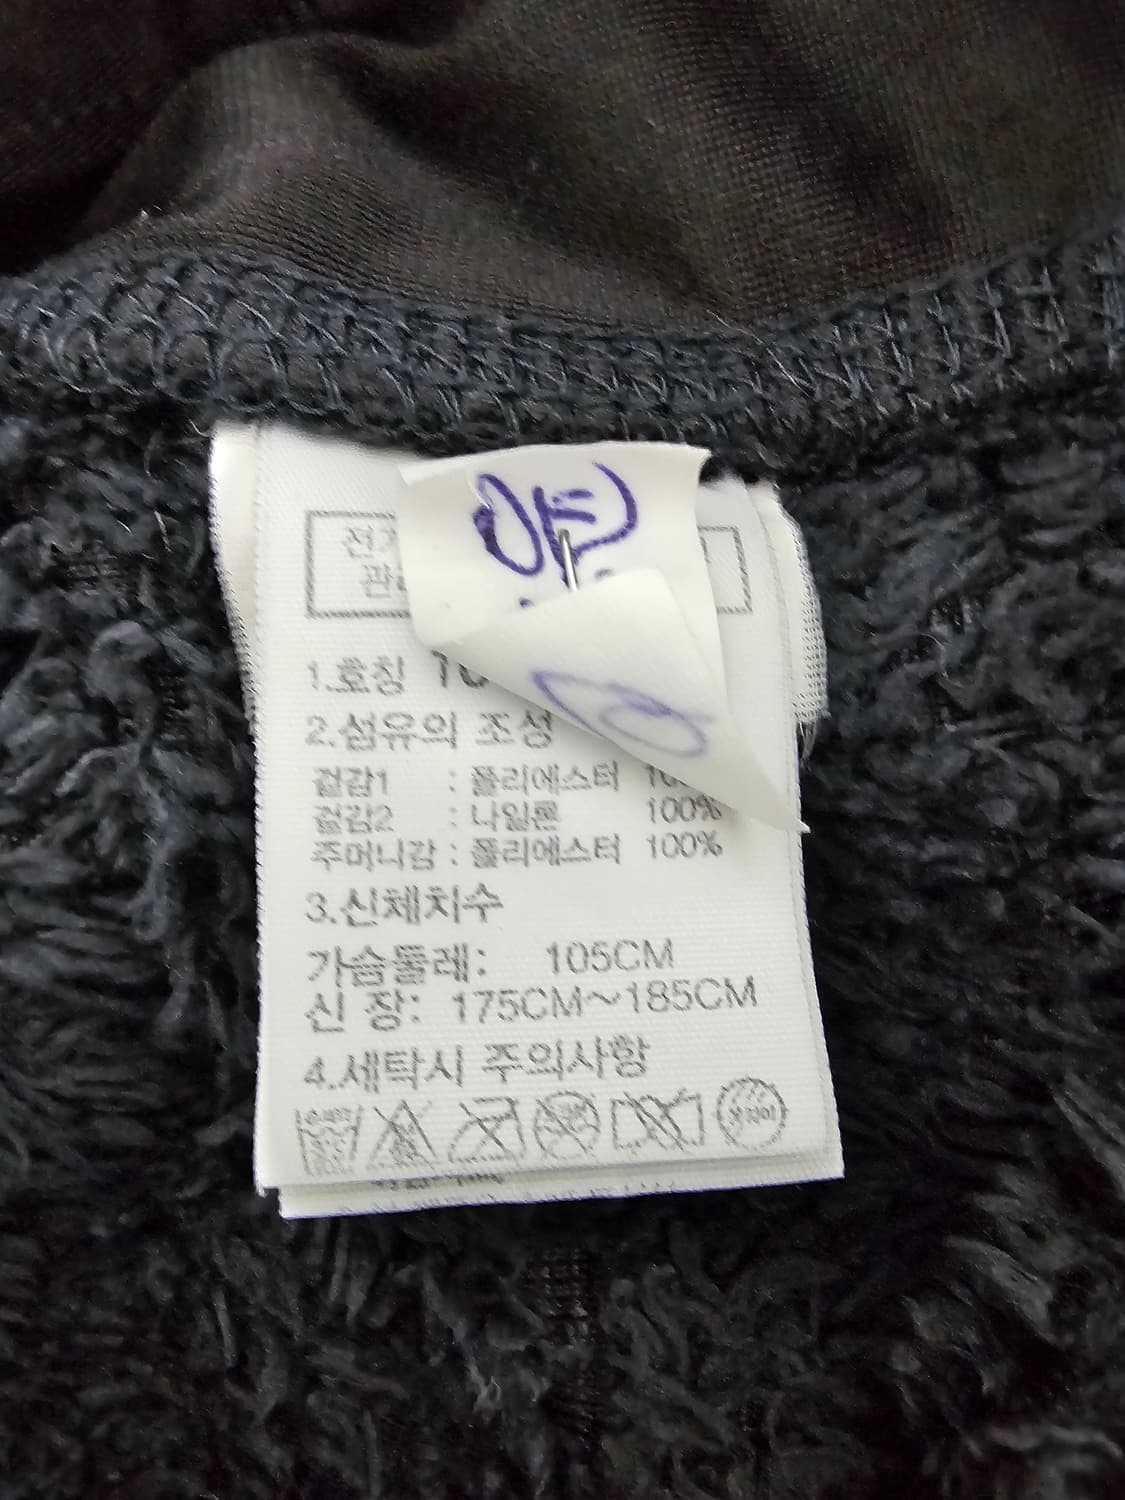 1.호칭
2.섬유의 조성
겉감1 : 폴리에스터
겉감2 : 나일론 100%
주머니감 : 폴리에스터 100%
3.신체치수
가슴둘레: 105CM
신 장: 175CM~185CM
4.세탁시 주의사항